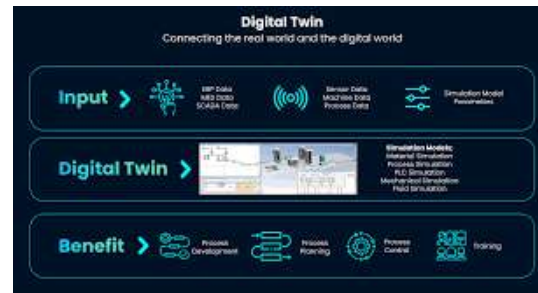 Digital Twin
Connecting the real world and the digital world
Input
ERP Data
MES Data
SCADA Data
Sensor Data
Machine Data
Process Data
Simulation Model
Parameters
Digital Twin
Simulation Models:
Material Simulation
Process Simulation
PLC Simulation
Mechanical Simulation
Fluid Simulation
Benefit
Process
Development
Process
Planning
Process
Control
Training